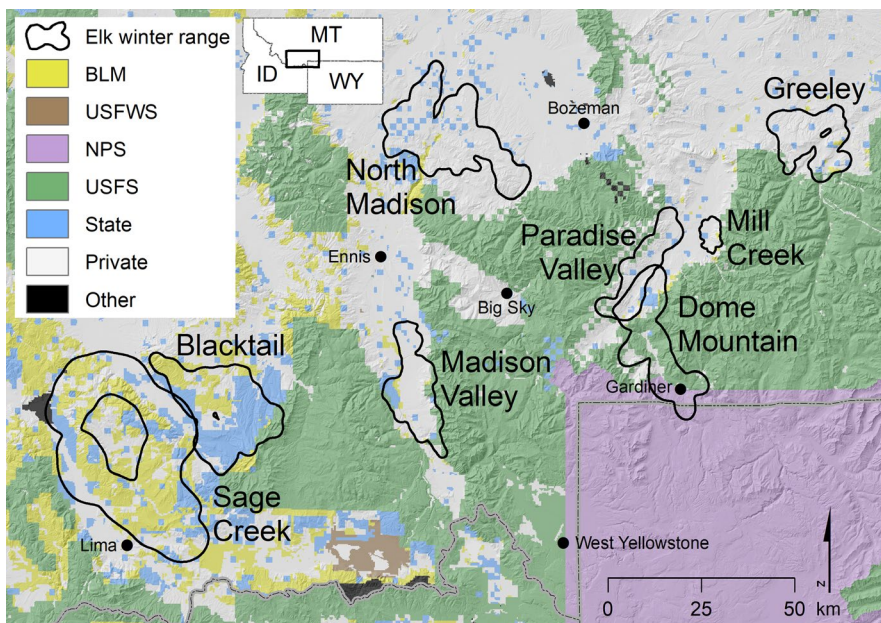 Elk winter range
BLM
USFWS
NPS
USFS
State
Private
Other
MT
ID
WY
Bozeman
Greeley
North
Madison
Ennis
Paradise
Valley
Mill
Creek
Big Sky
Dome
Mountain
Blacktail
Madison
Valley
Gardiner
Sage
Creek
Lima
West Yellowstone
N
0
25
50
km